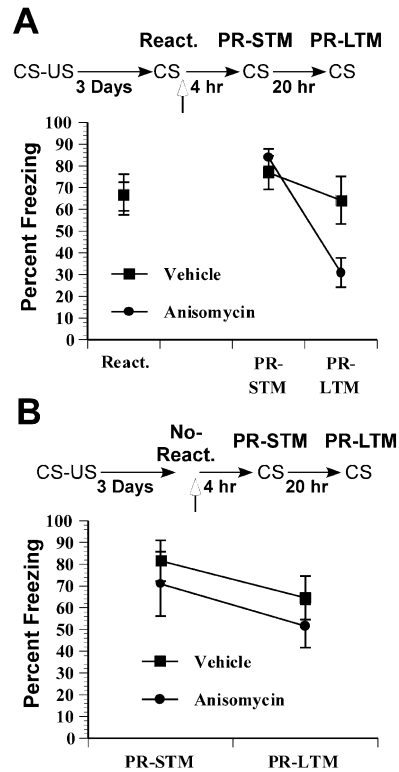 A
React. PR-STM PR-LTM
CS-US CS CS CS
3 Days 4 hr 20 hr
Percent Freezing
100
90
80
70
60
50
40
30
20
10
0
Vehicle
Anisomycin
React. PR- PR-
STM LTM
B
No-
React. PR-STM PR-LTM
CS-US CS CS
3 Days 4 hr 20 hr
Percent Freezing
100
90
80
70
60
50
40
30
20
10
0
Vehicle
Anisomycin
PR-STM PR-LTM